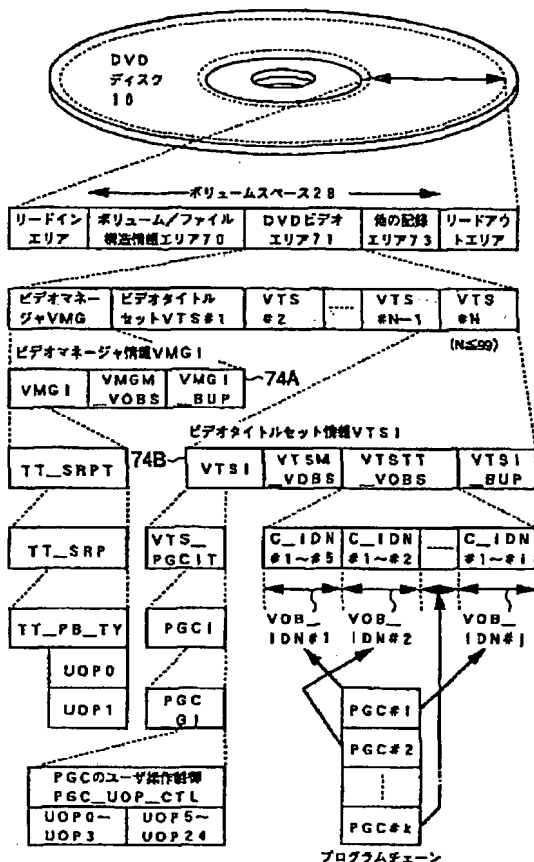 DVD
ディスク
10
ボリュームスペース28
リードイン
エリア
ボリューム/ファイル
構造情報エリア70
DVDビデオ
エリア71
他の記録
エリア73
リードアウ
トエリア
ビデオマネー
ジャVMG
ビデオタイトル
セットVTS#1
VTS
#2
VTS
#N-1
VTS
#N
(N≦99)
ビデオマネージャ情報VMGI
VMGI
VMGM
_VOBS
VMGI
_BUP
74A
ビデオタイトルセット情報VTSI
74B
VTSI
VTSM
_VOBS
VTSTT
_VOBS
VTSI
_BUP
TT_SRPT
TT_SRP
VTS_
PGCIT
C_IDN
#1~#5
C_IDN
#1~#2
C_IDN
#1~#i
VOB_
IDN#1
VOB_
IDN#2
VOB_
IDN#j
TT_PB_TY
UOP0
UOP1
PGCI
PGC
_GI
PGC#1
PGC#2
PGC#k
プログラムチェーン
PGCのユーザ操作制御
PGC_UOP_CTL
UOP0~
UOP3
UOP5~
UOP24